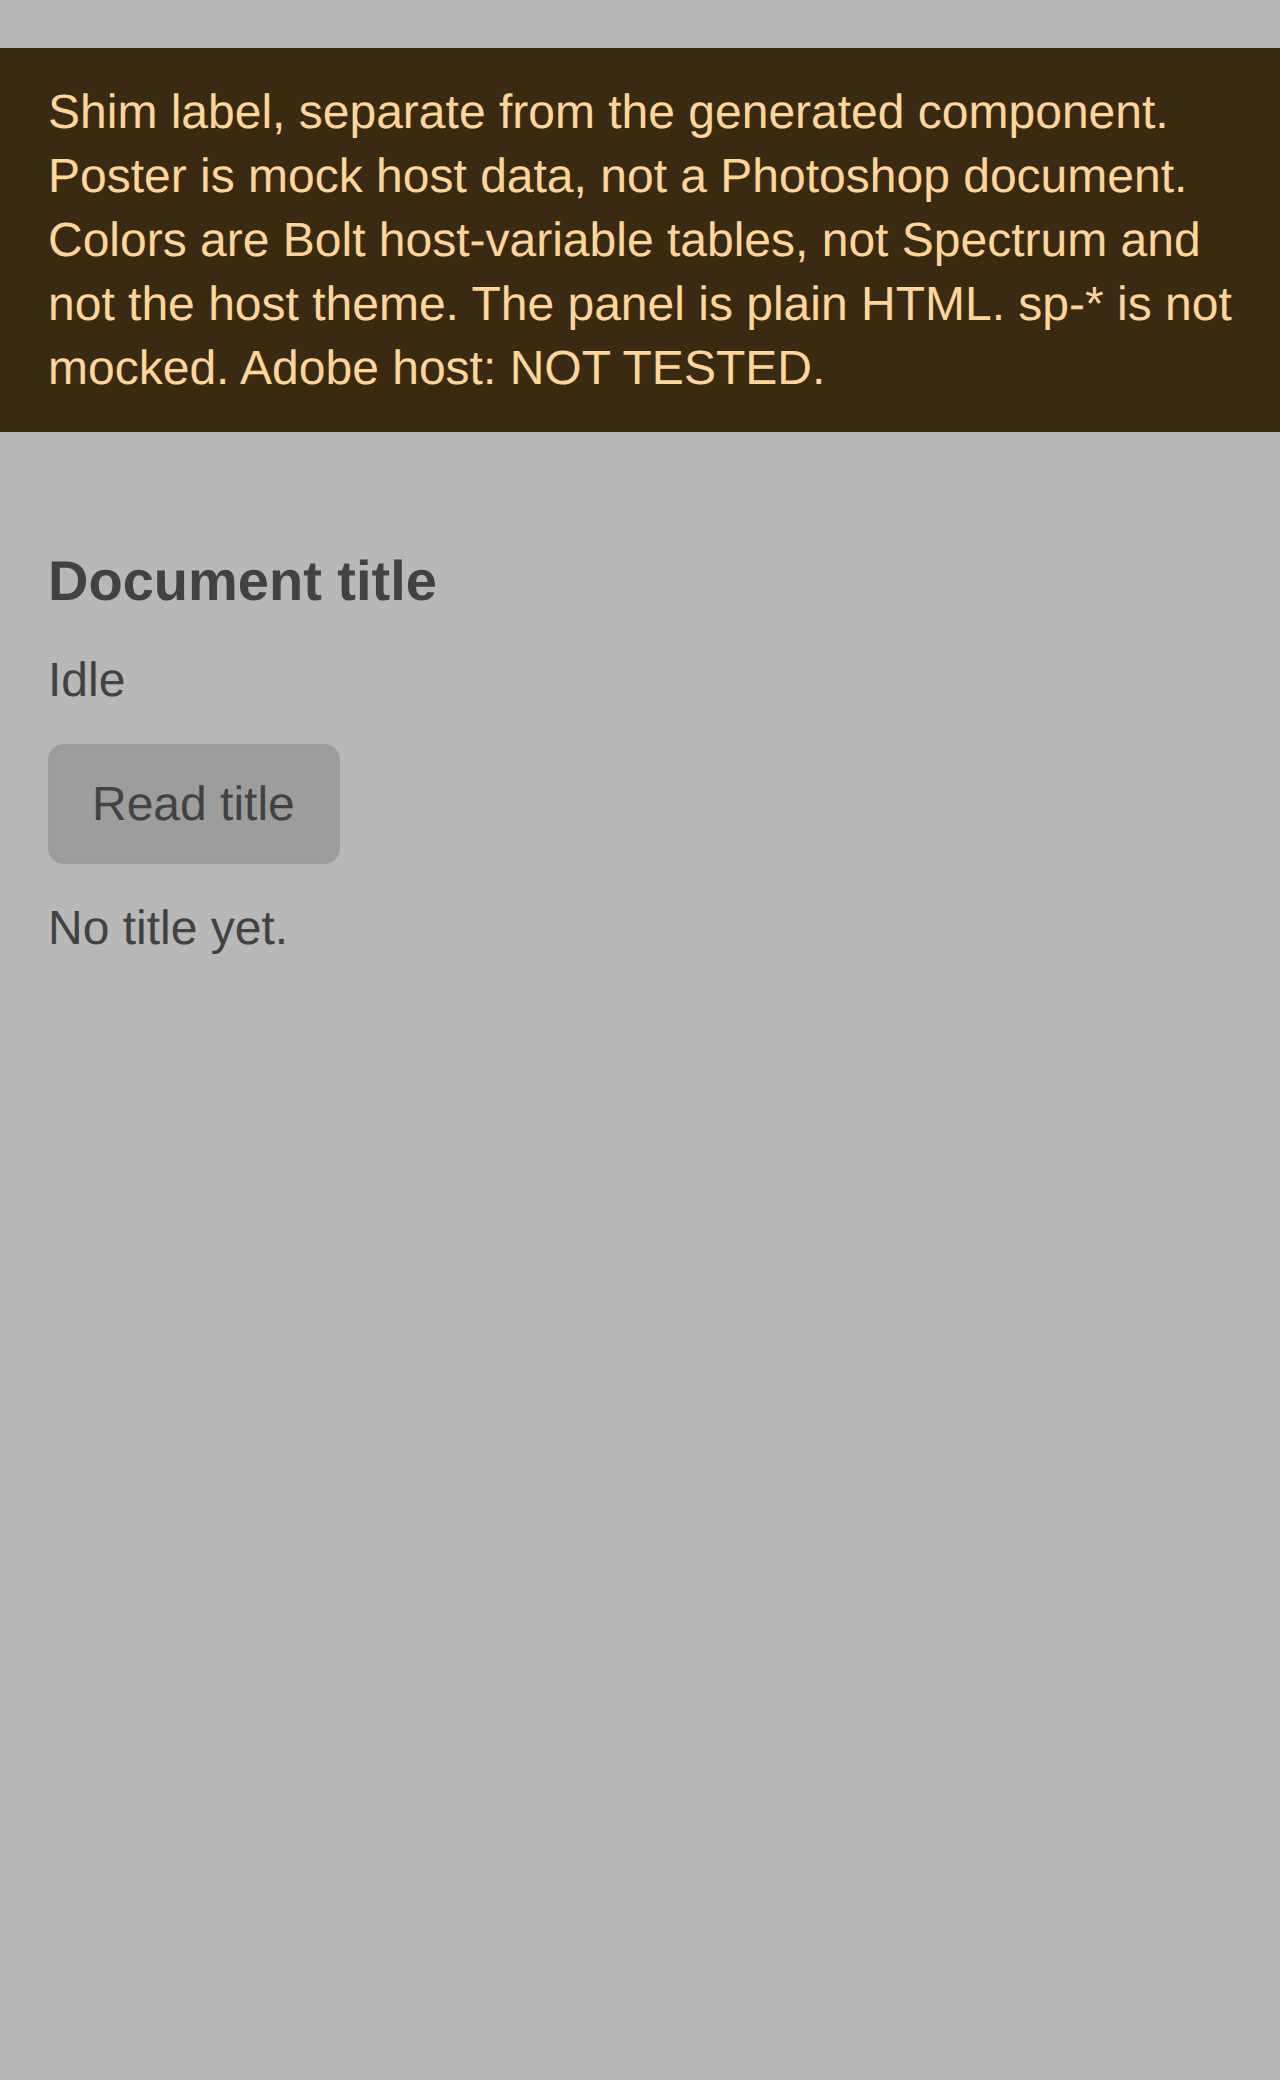 Shim label, separate from the generated component.
Poster is mock host data, not a Photoshop document.
Colors are Bolt host-variable tables, not Spectrum and
not the host theme. The panel is plain HTML. sp-* is not
mocked. Adobe host: NOT TESTED.
Document title
Idle
Read title
No title yet.